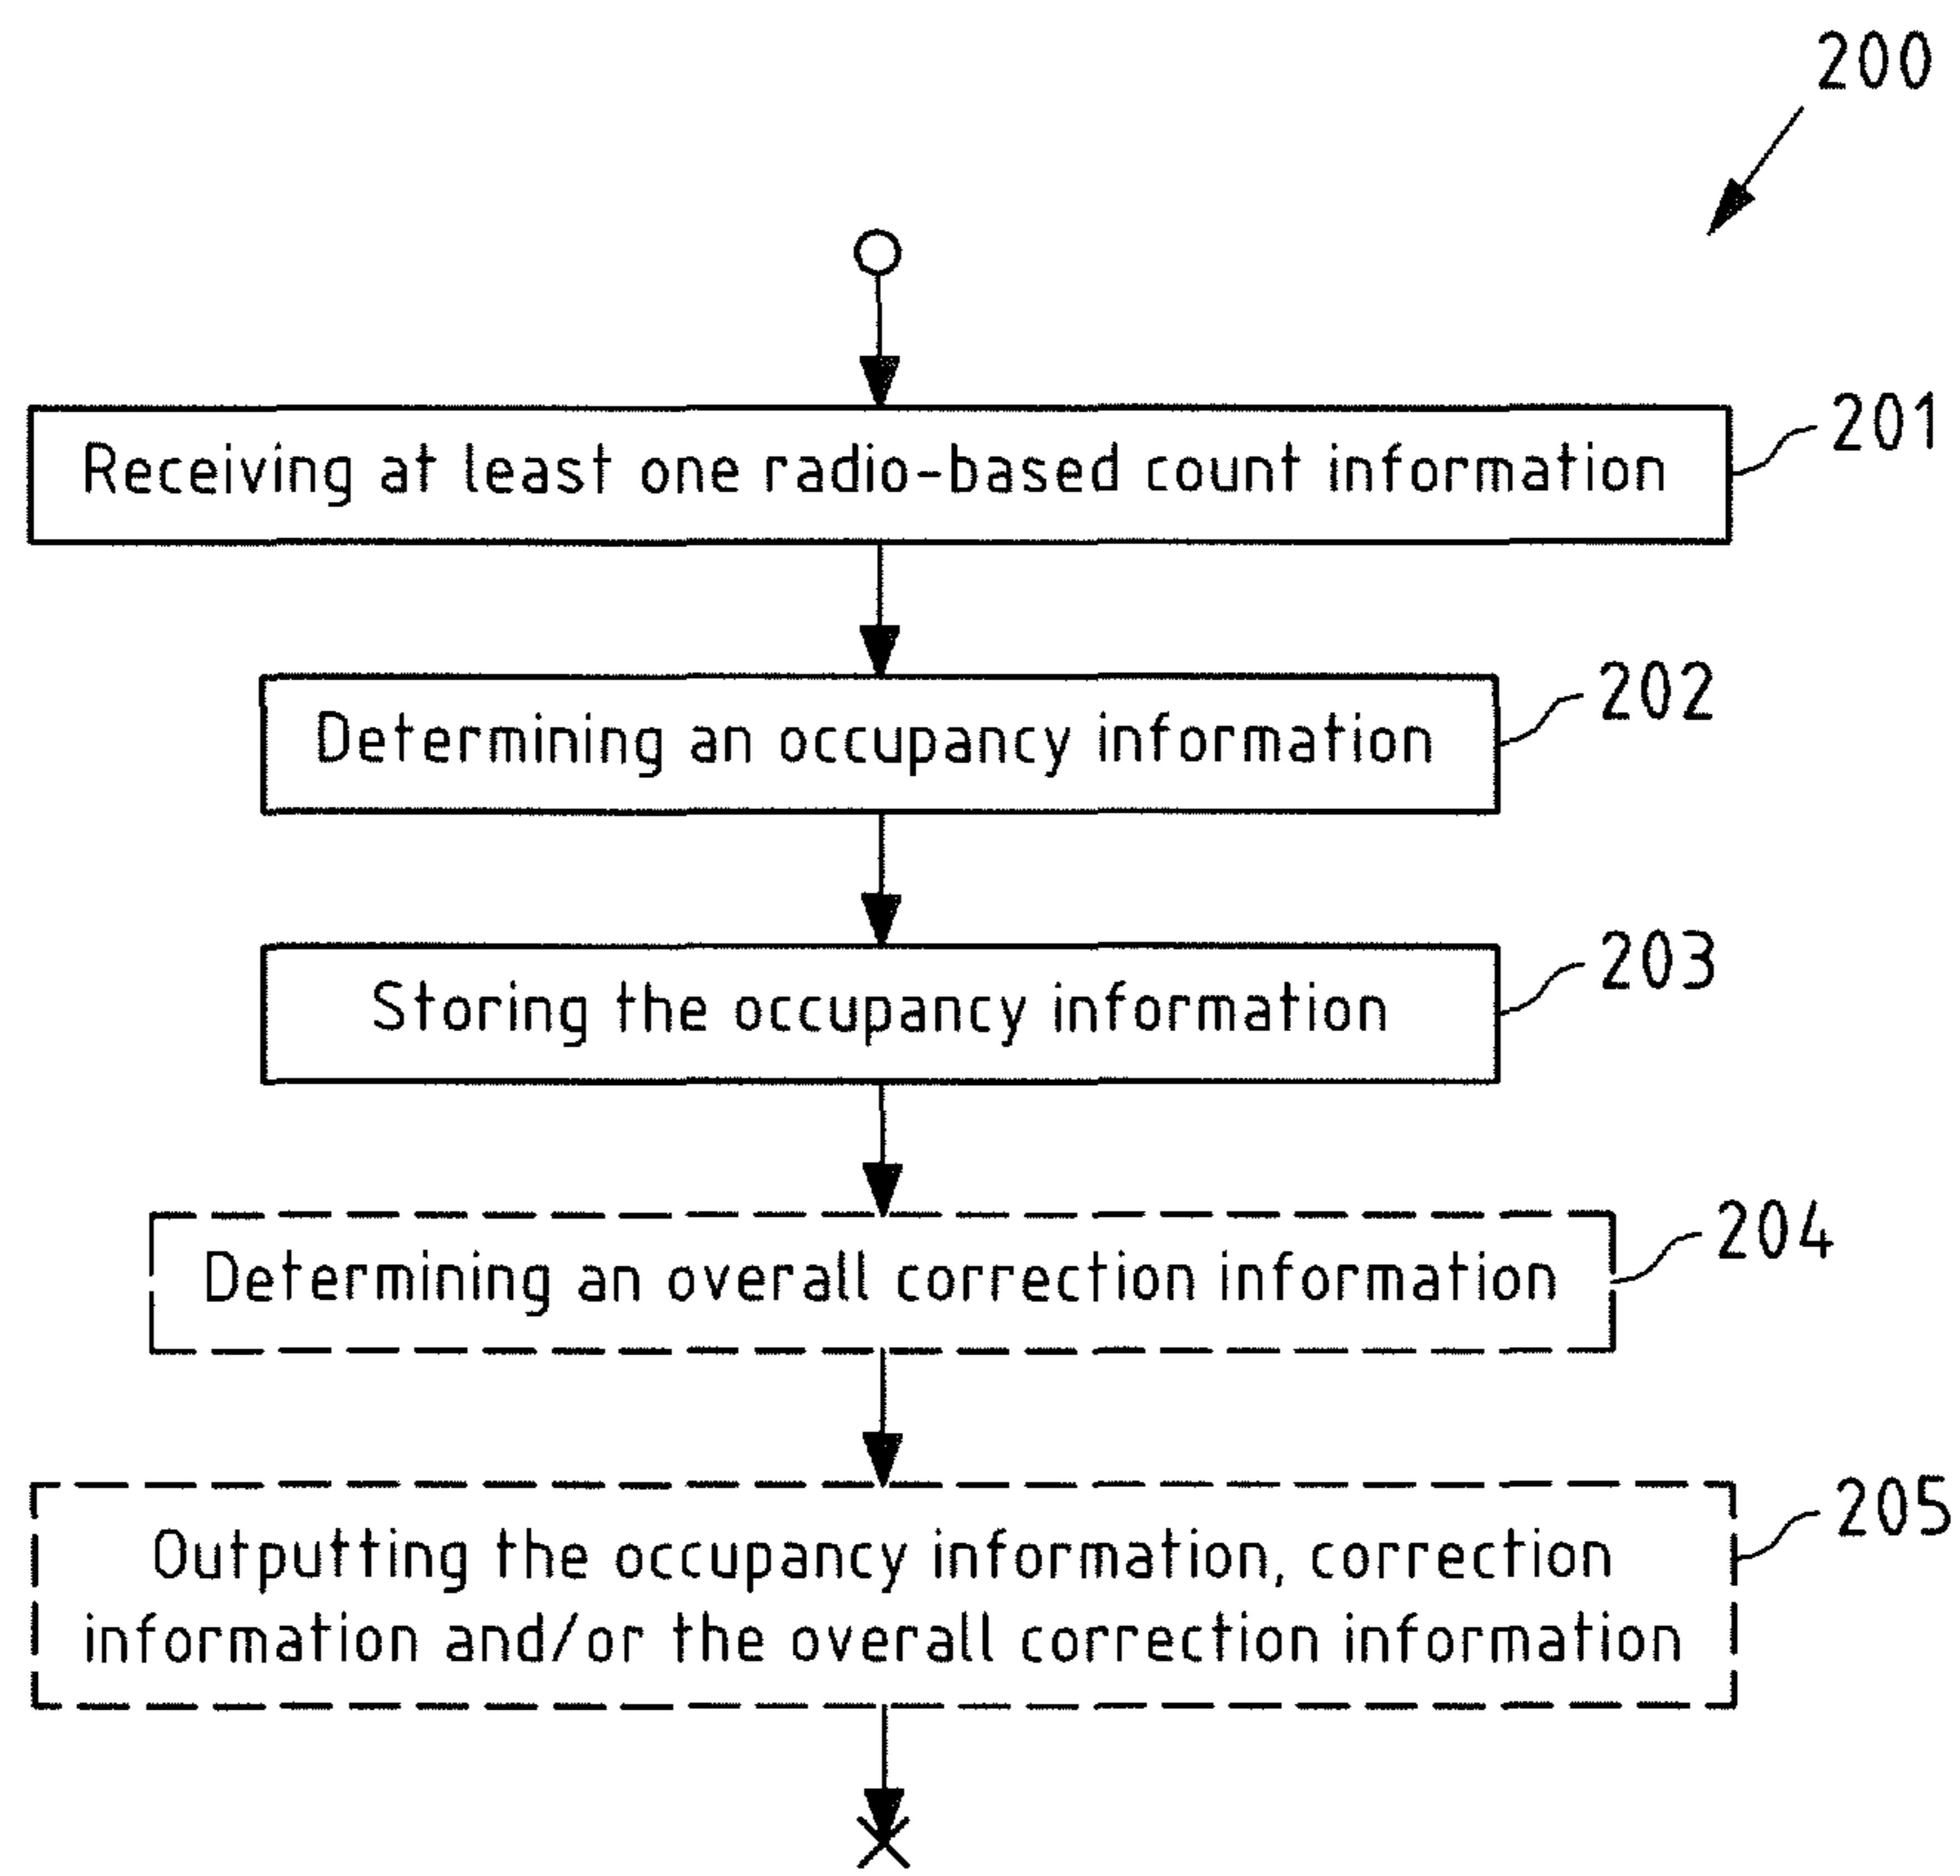 200
Receiving at least one radio-based count information
201
Determining an occupancy information
202
Storing the occupancy information
203
Determining an overall correction information
204
Outputting the occupancy information, correction
information and/or the overall correction information
205